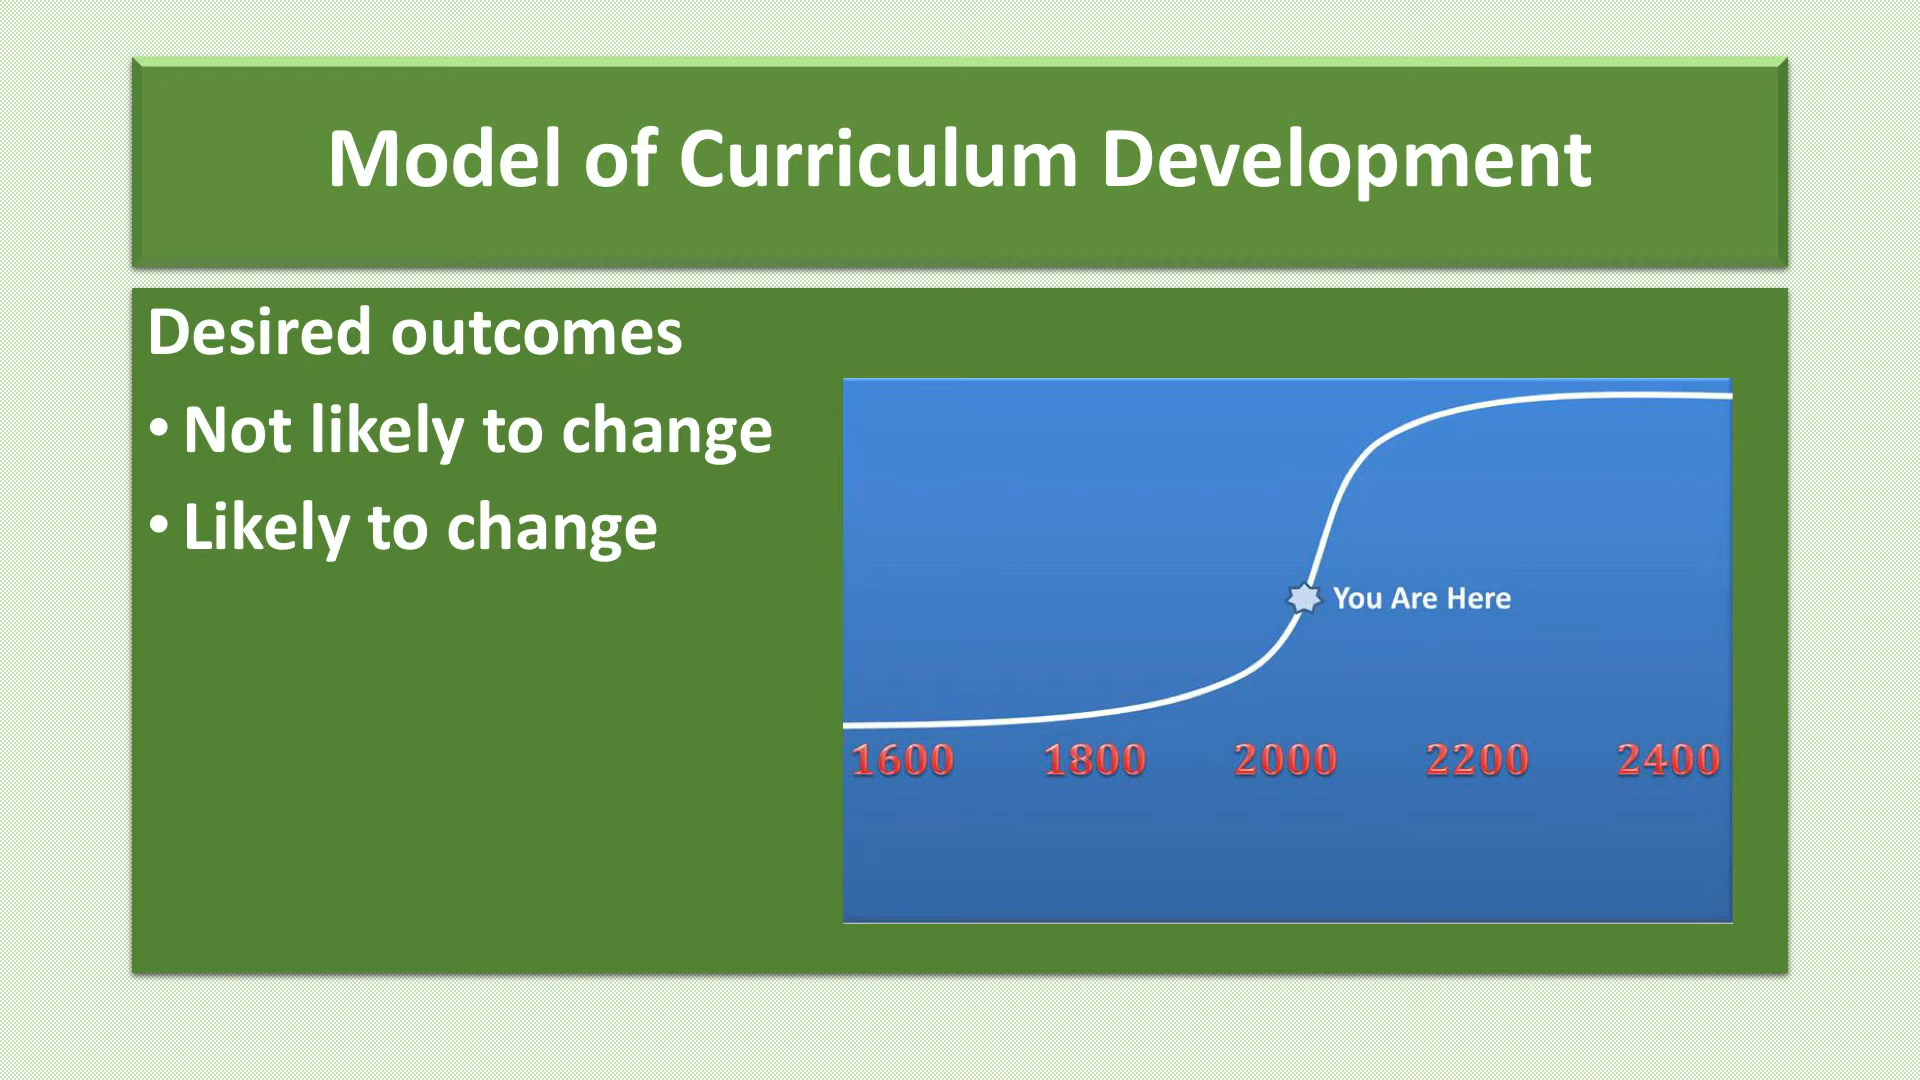 Model of Curriculum Development
Desired outcomes
• Not likely to change
• Likely to change
You Are Here
1600 1800 2000 2200 2400